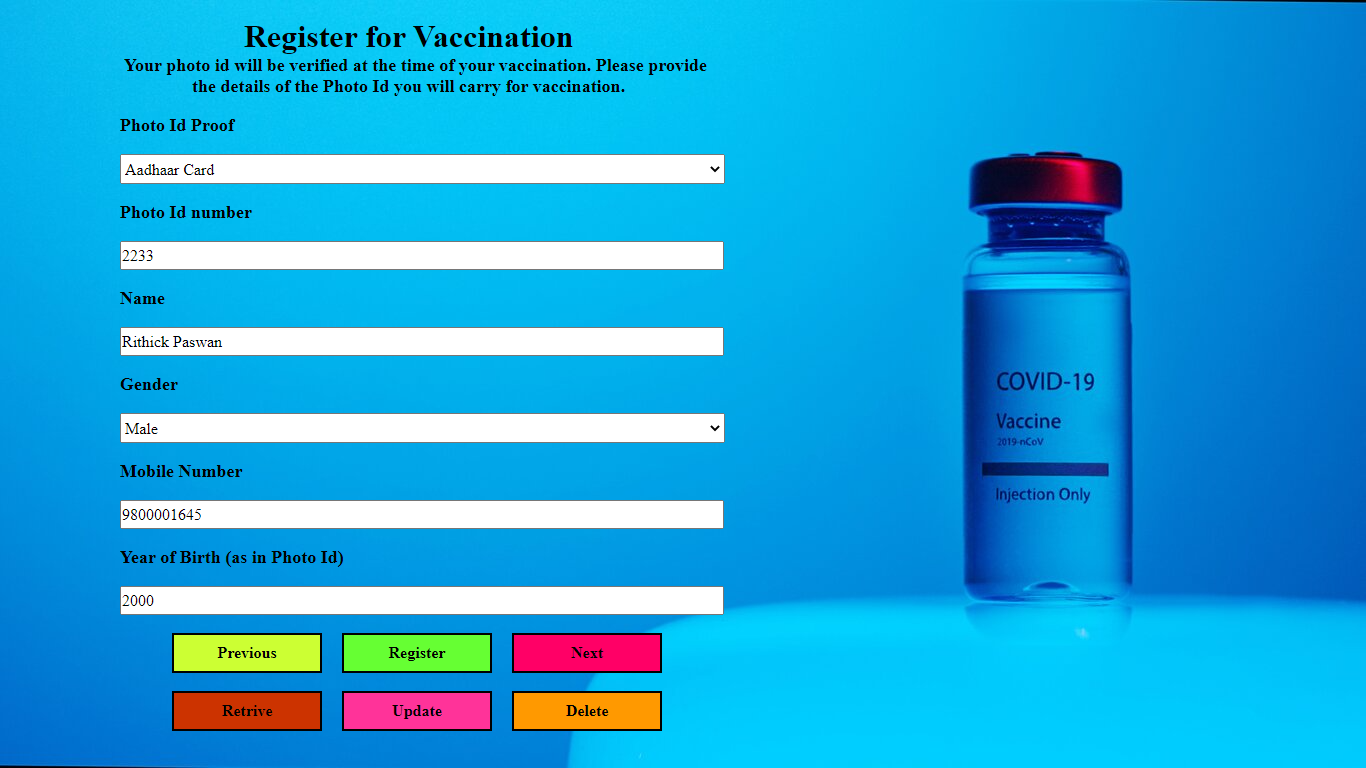 Register for Vaccination
Your photo id will be verified at the time of your vaccination. Please provide
the details of the Photo Id you will carry for vaccination.
Photo Id Proof
Aadhaar Card
Photo Id number
2233
Name
Rithick Paswan
Gender
Male
Mobile Number
9800001645
Year of Birth (as in Photo Id)
2000
Previous Register Next
Retrive Update Delete
COVID-19
Vaccine
2019-nCoV
Injection Only